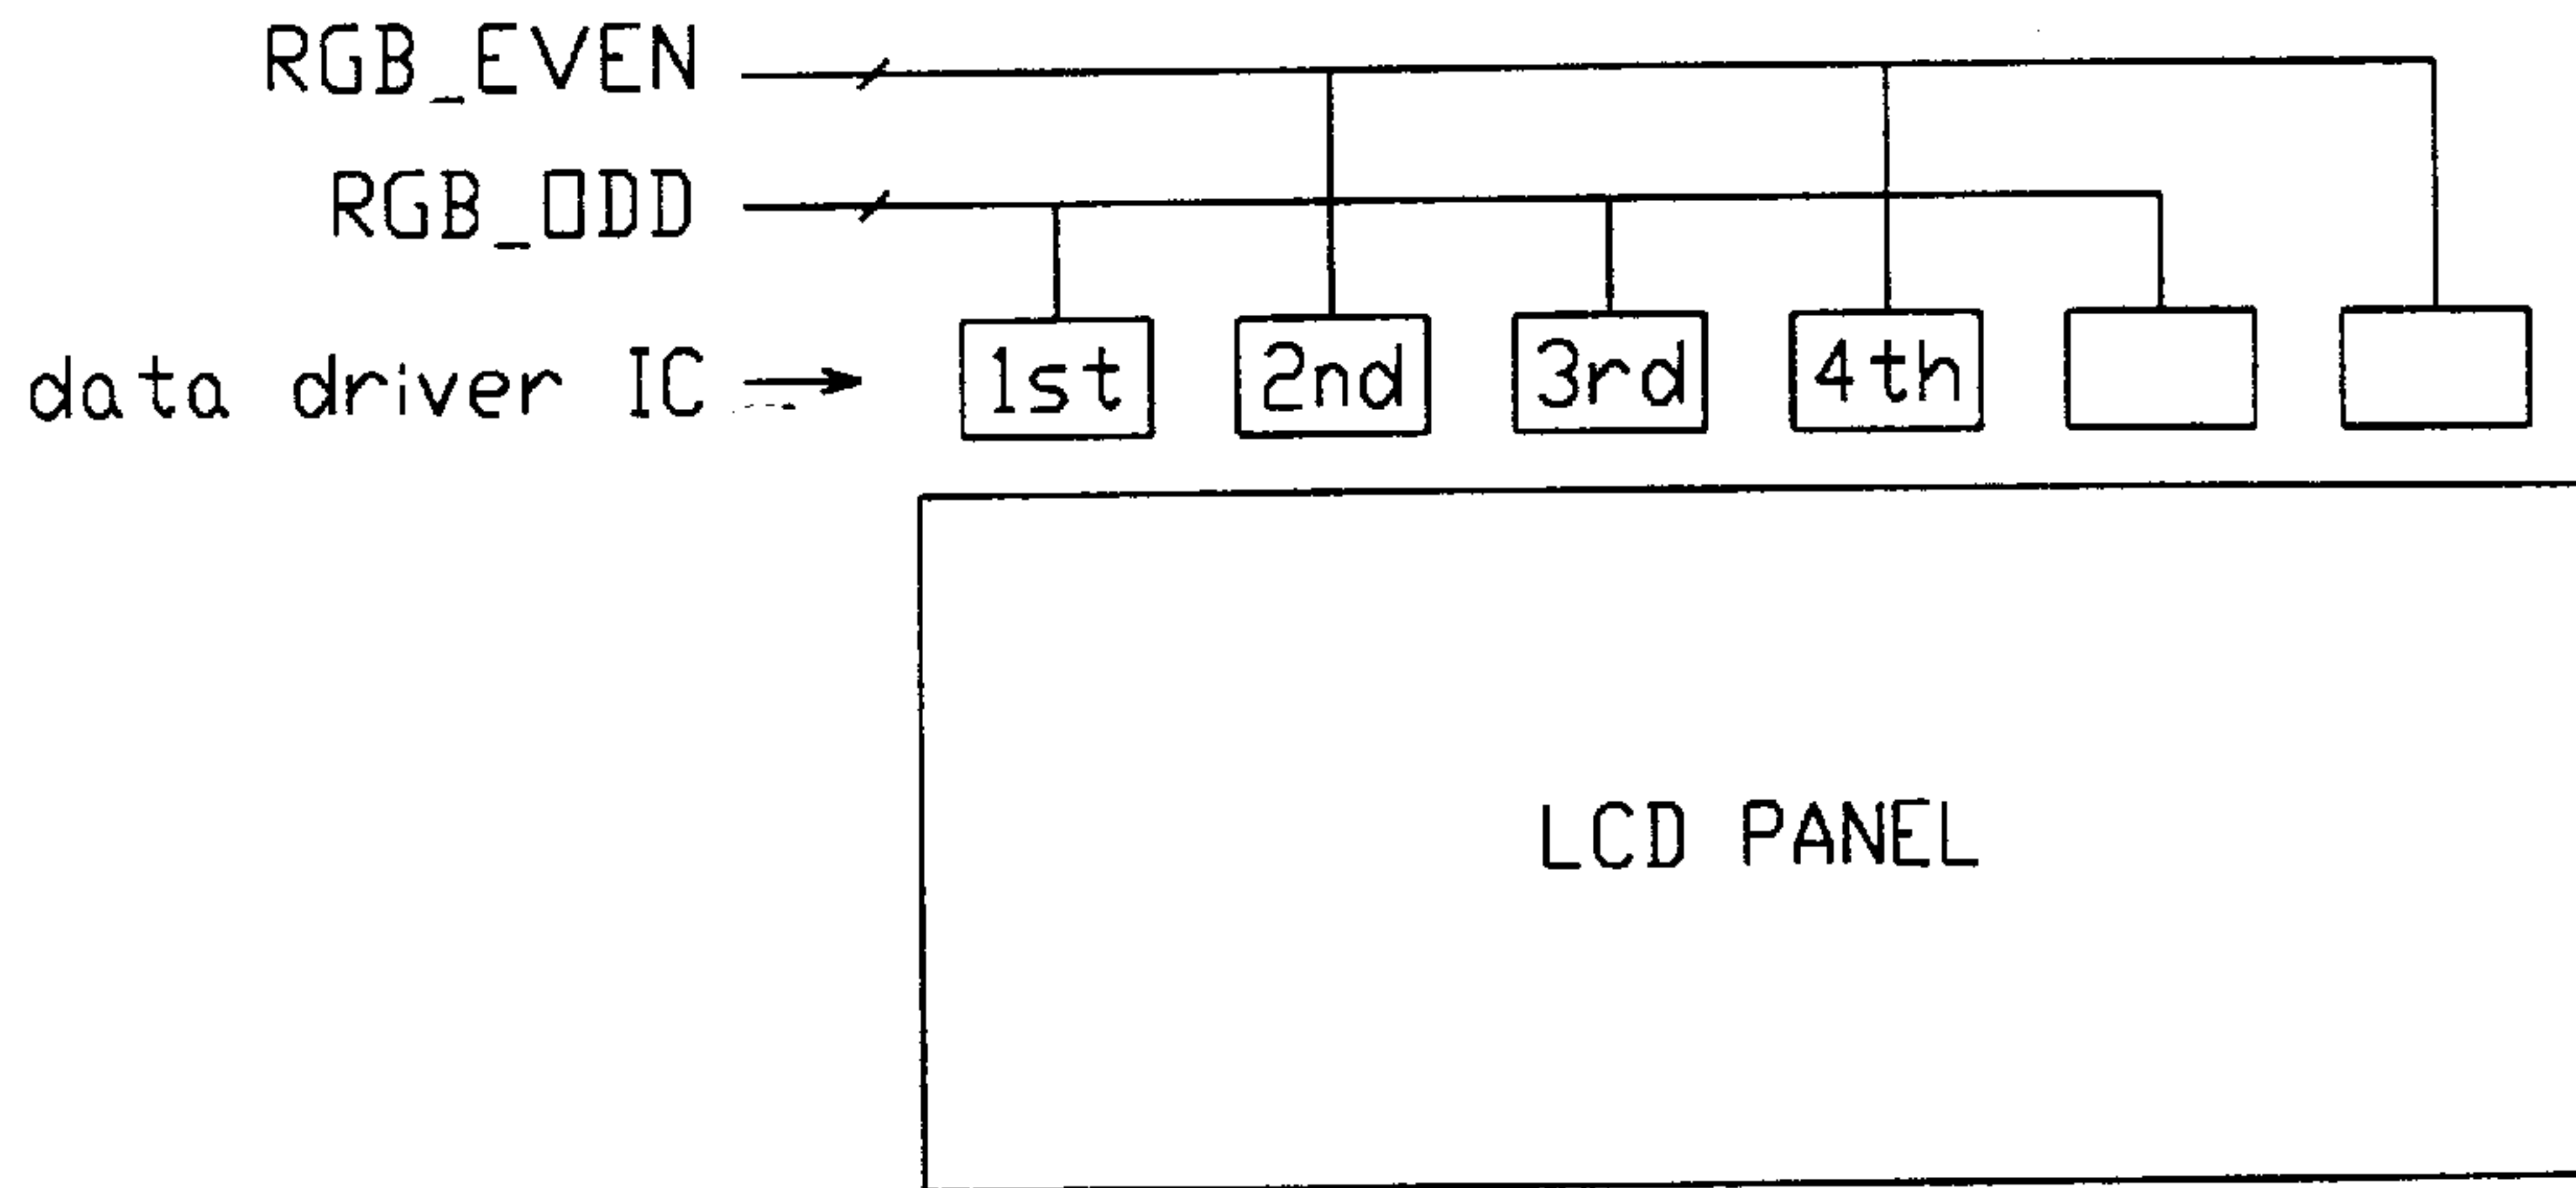 RGB_EVEN
RGB_ODD
data driver IC
1st
2nd
3rd
4th
LCD PANEL